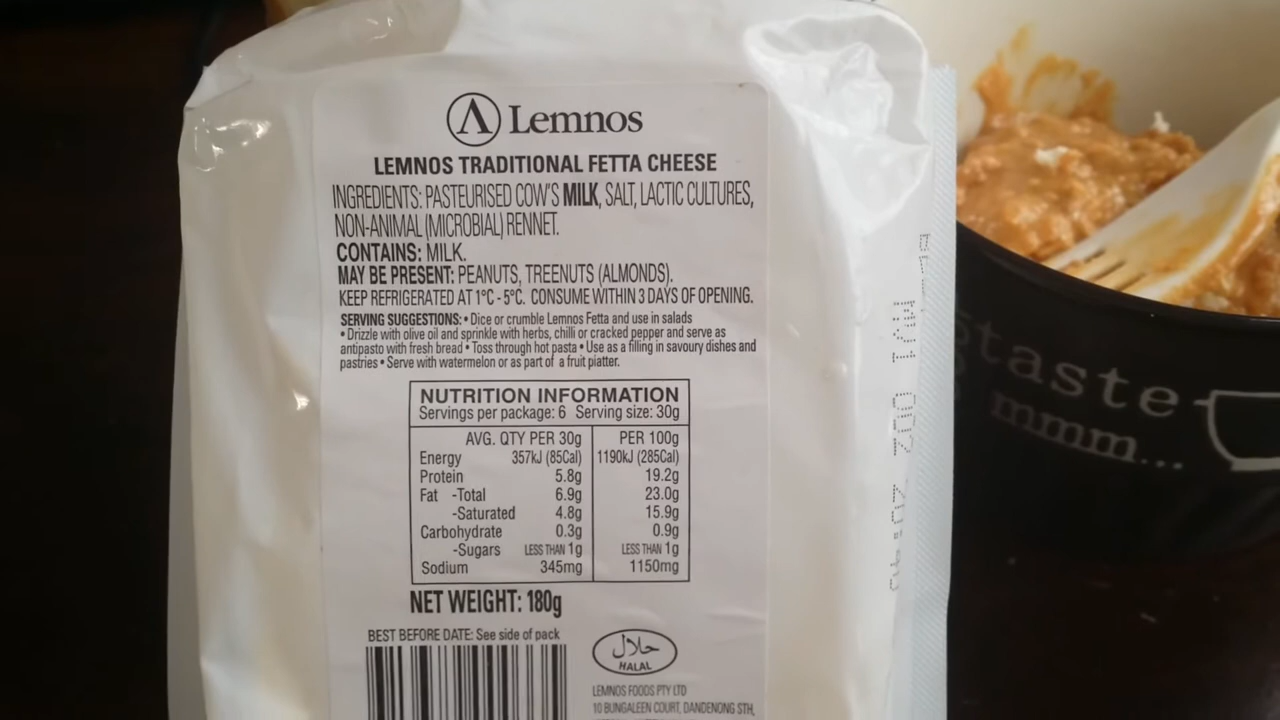 Lemnos
LEMNOS TRADITIONAL FETTA CHEESE
INGREDIENTS: PASTEURISED COW'S MILK, SALT, LACTIC CULTURES,
NON-ANIMAL (MICROBIAL) RENNET.
CONTAINS: MILK.
MAY BE PRESENT: PEANUTS, TREENUTS (ALMONDS).
KEEP REFRIGERATED AT 1°C - 5°C. CONSUME WITHIN 3 DAYS OF OPENING.
SERVING SUGGESTIONS: • Dice or crumble Lemnos Fetta and use in salads
• Drizzle with olive oil and sprinkle with herbs, chilli or cracked pepper and serve as
antipasto with fresh bread • Toss through hot pasta • Use as a filling in savoury dishes and
pastries • Serve with watermelon or as part of a fruit platter.
NUTRITION INFORMATION
Servings per package: 6 Serving size: 30g
AVG. QTY PER 30g PER 100g
Energy 357kJ (85Cal) 1190kJ (285Cal)
Protein 5.8g 19.2g
Fat -Total 6.9g 23.0g
-Saturated 4.8g 15.9g
Carbohydrate 0.3g 0.9g
-Sugars LESS THAN 1g LESS THAN 1g
Sodium 345mg 1150mg
NET WEIGHT: 180g
BEST BEFORE DATE: See side of pack
حلال
HALAL
LEMNOS FOODS PTY LTD
10 BUNGALEEN COURT, DANDENONG STH,
taste
mmm...